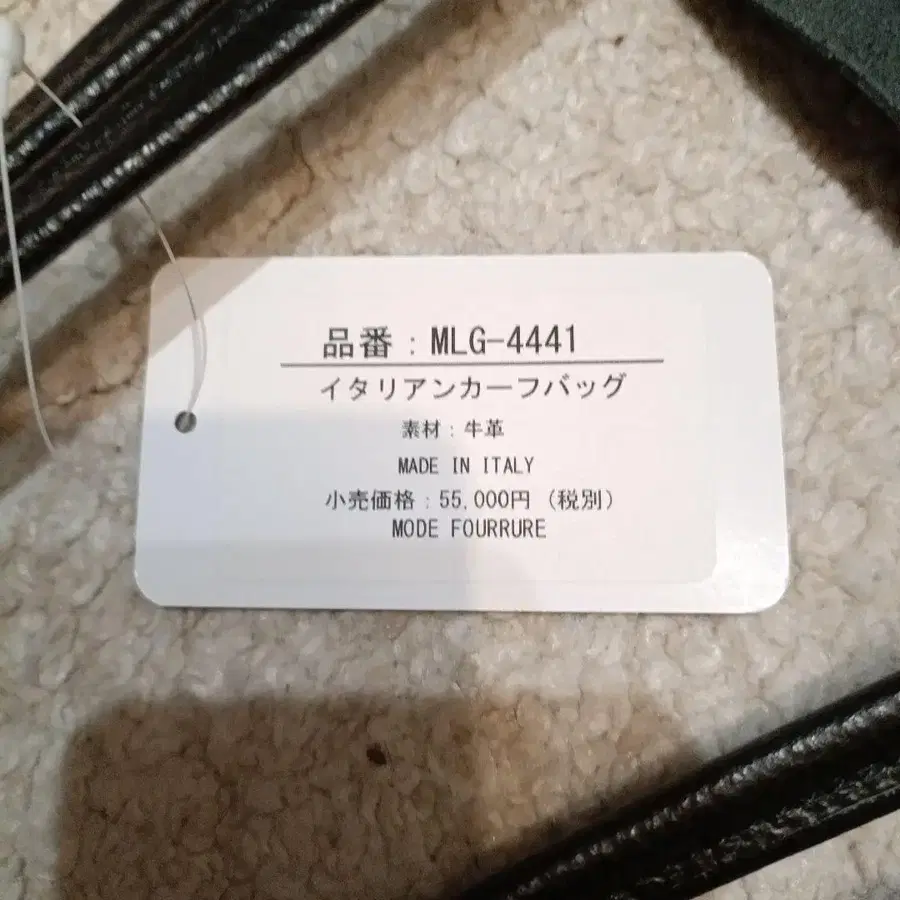 品番：MLG-4441
イタリアンカーフバッグ
素材：牛革
MADE IN ITALY
小売価格：55,000円（税別）
MODE FOURRURE